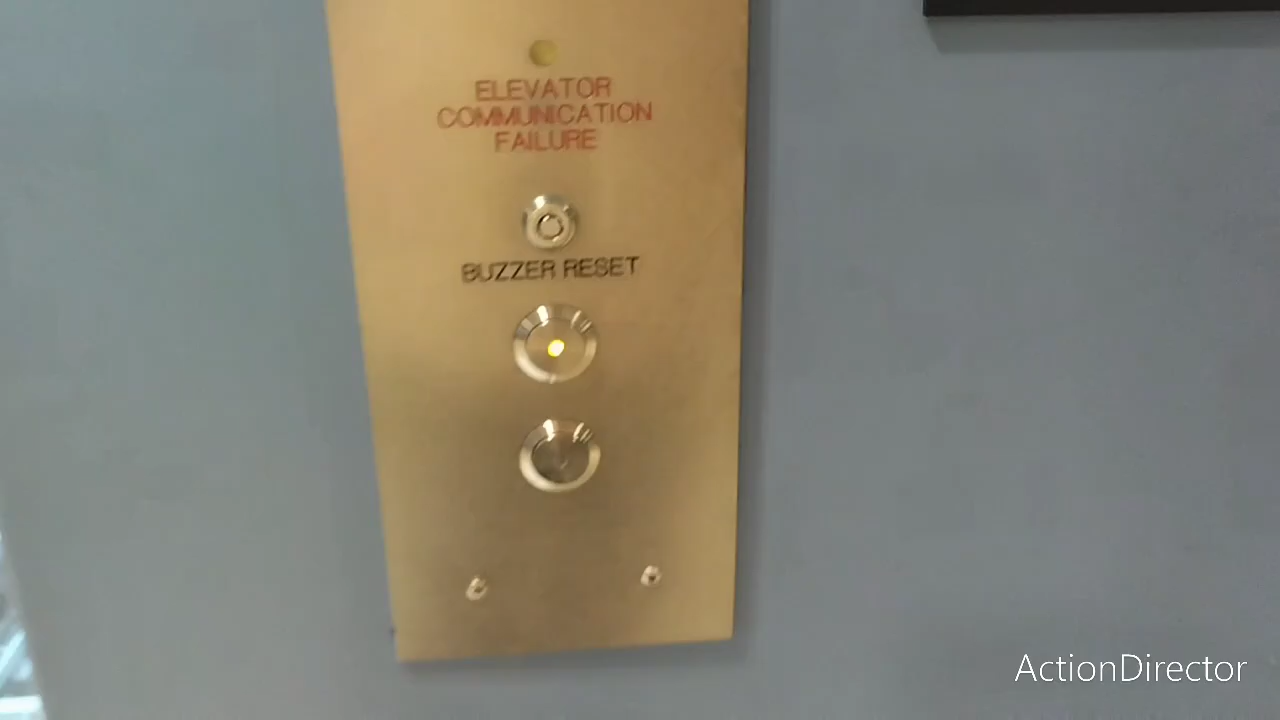 ELEVATOR
COMMUNICATION
FAILURE
BUZZER RESET
ActionDirector